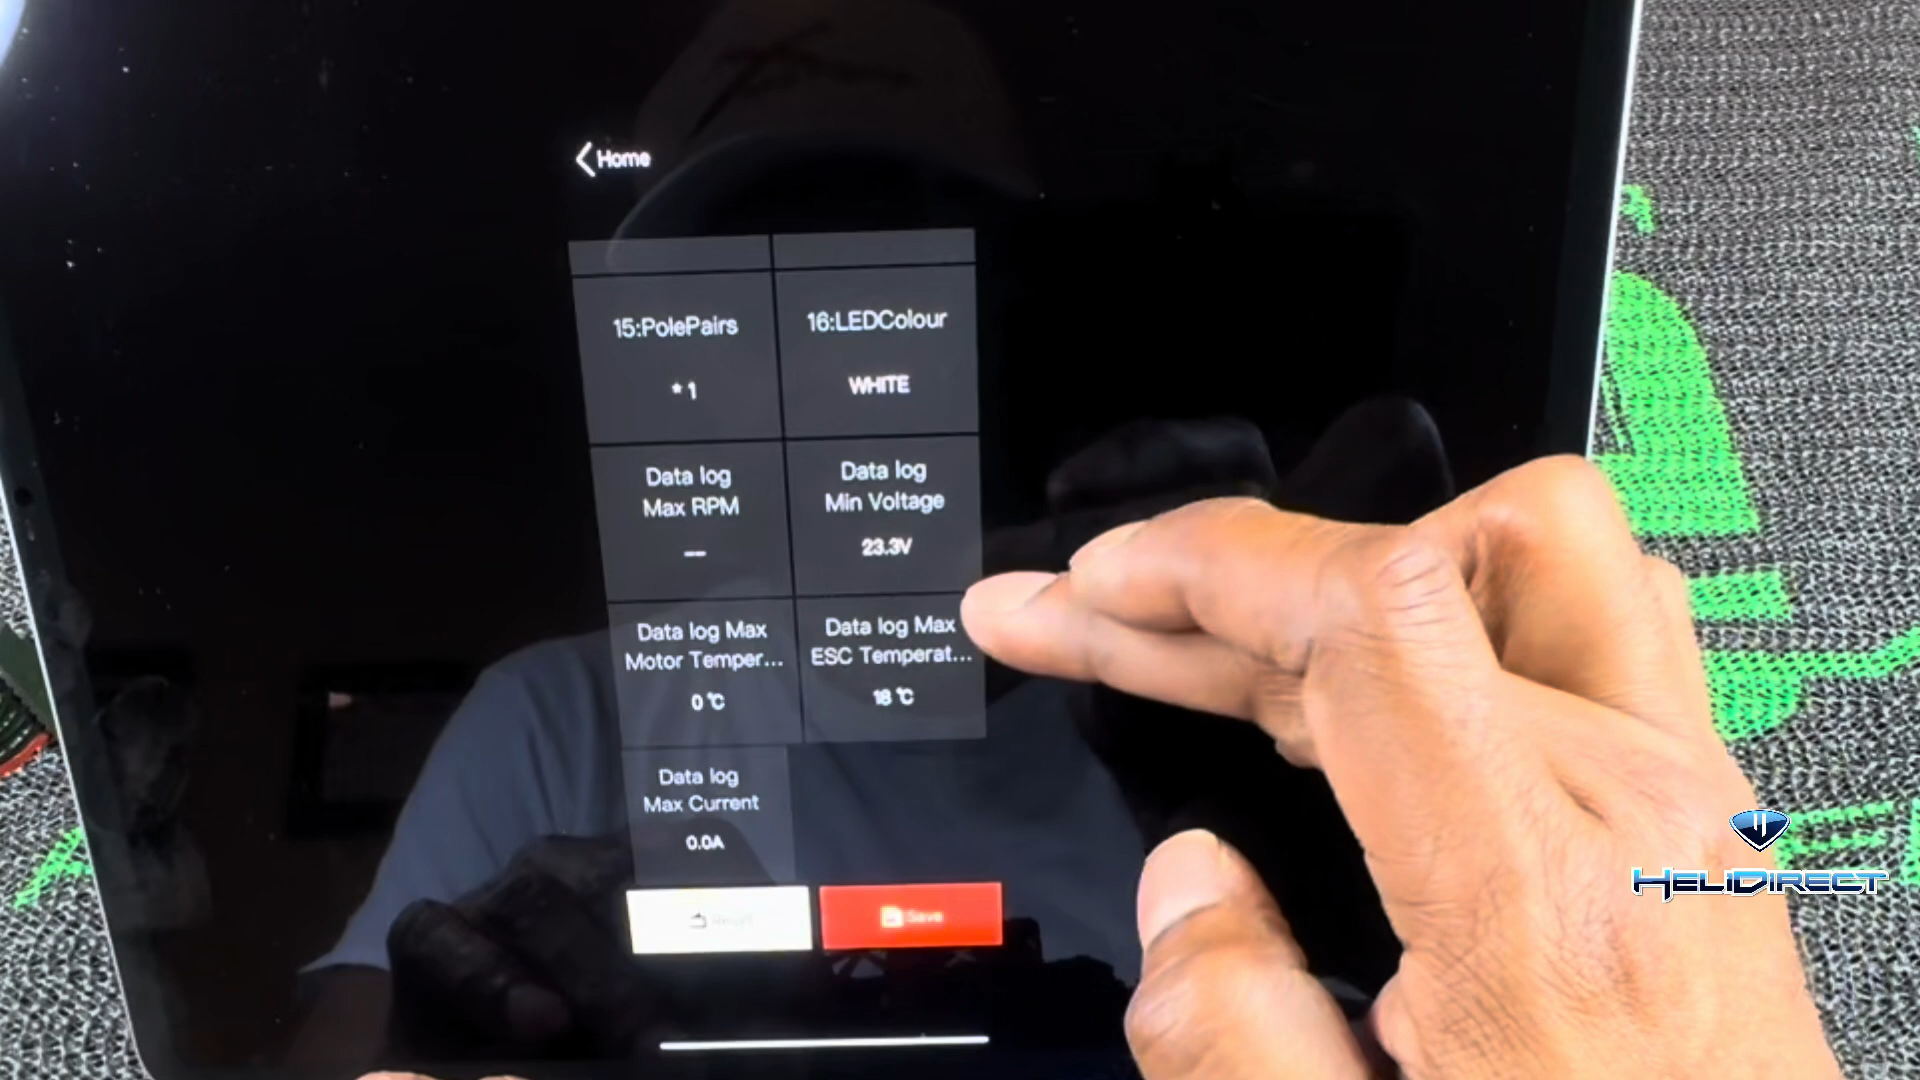 Home
15:PolePairs
* 1
16:LEDColour
WHITE
Data log
Max RPM
--
Data log
Min Voltage
23.3V
Data log Max
Motor Temper...
0 ℃
Data log Max
ESC Temperat...
18 ℃
Data log
Max Current
0.0A
Reset
Save
HELIDIRECT